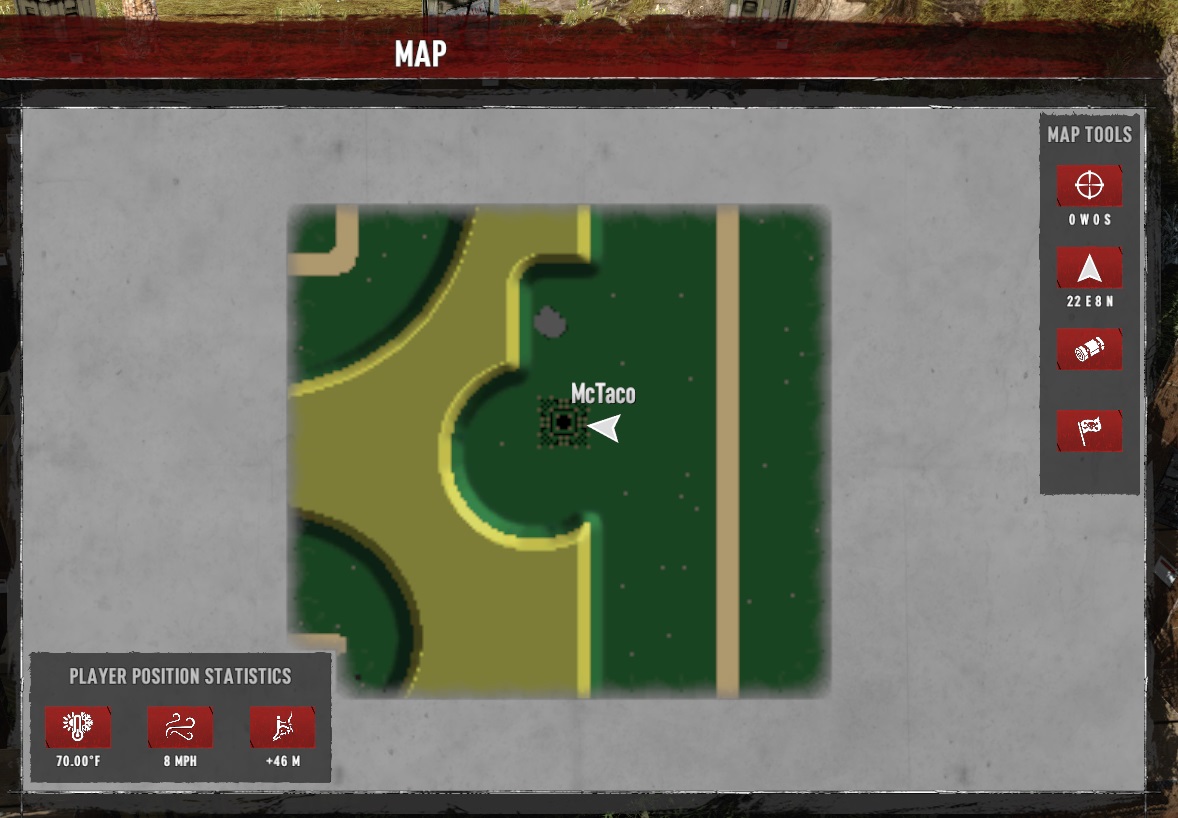 MAP
MAP TOOLS
0 W 0 S
22 E 8 N
McTaco
PLAYER POSITION STATISTICS
70.00°F
8 MPH
+46 M